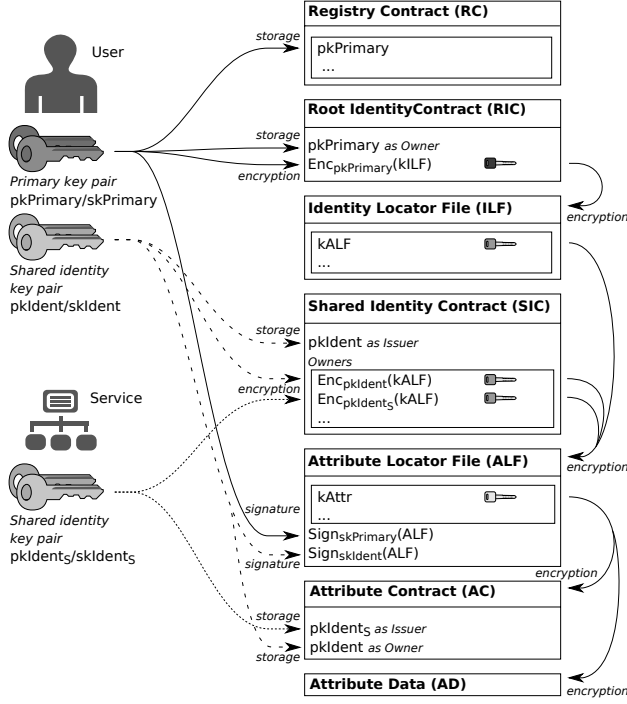 User
Primary key pair
pkPrimary/skPrimary
Shared identity
key pair
pkIdent/skIdent
Service
Shared identity
key pair
pkIdentS/skIdentS
Registry Contract (RC)
storage
pkPrimary
...
Root IdentityContract (RIC)
storage
pkPrimary as Owner
EncpkPrimary(kILF)
encryption
encryption
Identity Locator File (ILF)
kALF
...
Shared Identity Contract (SIC)
storage
pkIdent as Issuer
Owners
encryption
EncpkIdent(kALF)
EncpkIdentS(kALF)
...
Attribute Locator File (ALF)
encryption
kAttr
...
signature
SignskPrimary(ALF)
SignskIdent(ALF)
signature
encryption
Attribute Contract (AC)
storage
pkIdentS as Issuer
pkIdent as Owner
storage
Attribute Data (AD)
encryption